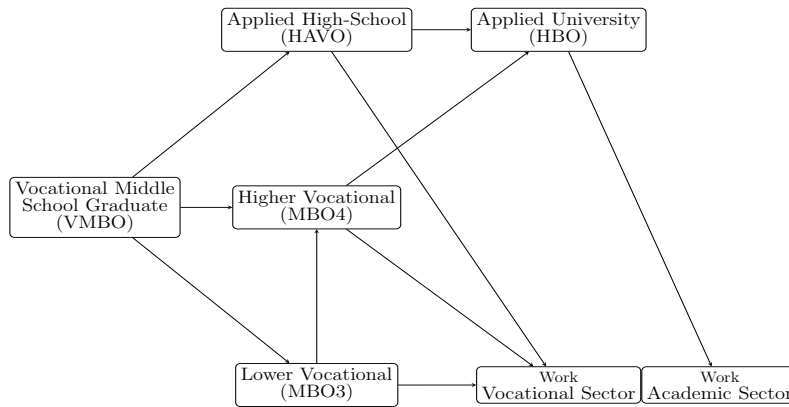 Applied High-School
(HAVO)
Applied University
(HBO)
Vocational Middle
School Graduate
(VMBO)
Higher Vocational
(MBO4)
Lower Vocational
(MBO3)
Work
Vocational Sector
Work
Academic Sector